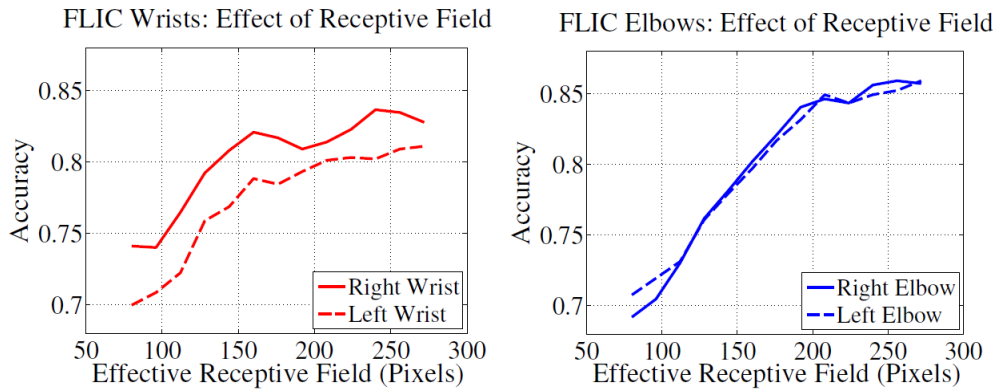 FLIC Wrists: Effect of Receptive Field
0.85
0.8
0.75
0.7
Accuracy
50 100 150 200 250 300
Effective Receptive Field (Pixels)
Right Wrist
Left Wrist
FLIC Elbows: Effect of Receptive Field
0.85
0.8
0.75
0.7
Accuracy
50 100 150 200 250 300
Effective Receptive Field (Pixels)
Right Elbow
Left Elbow